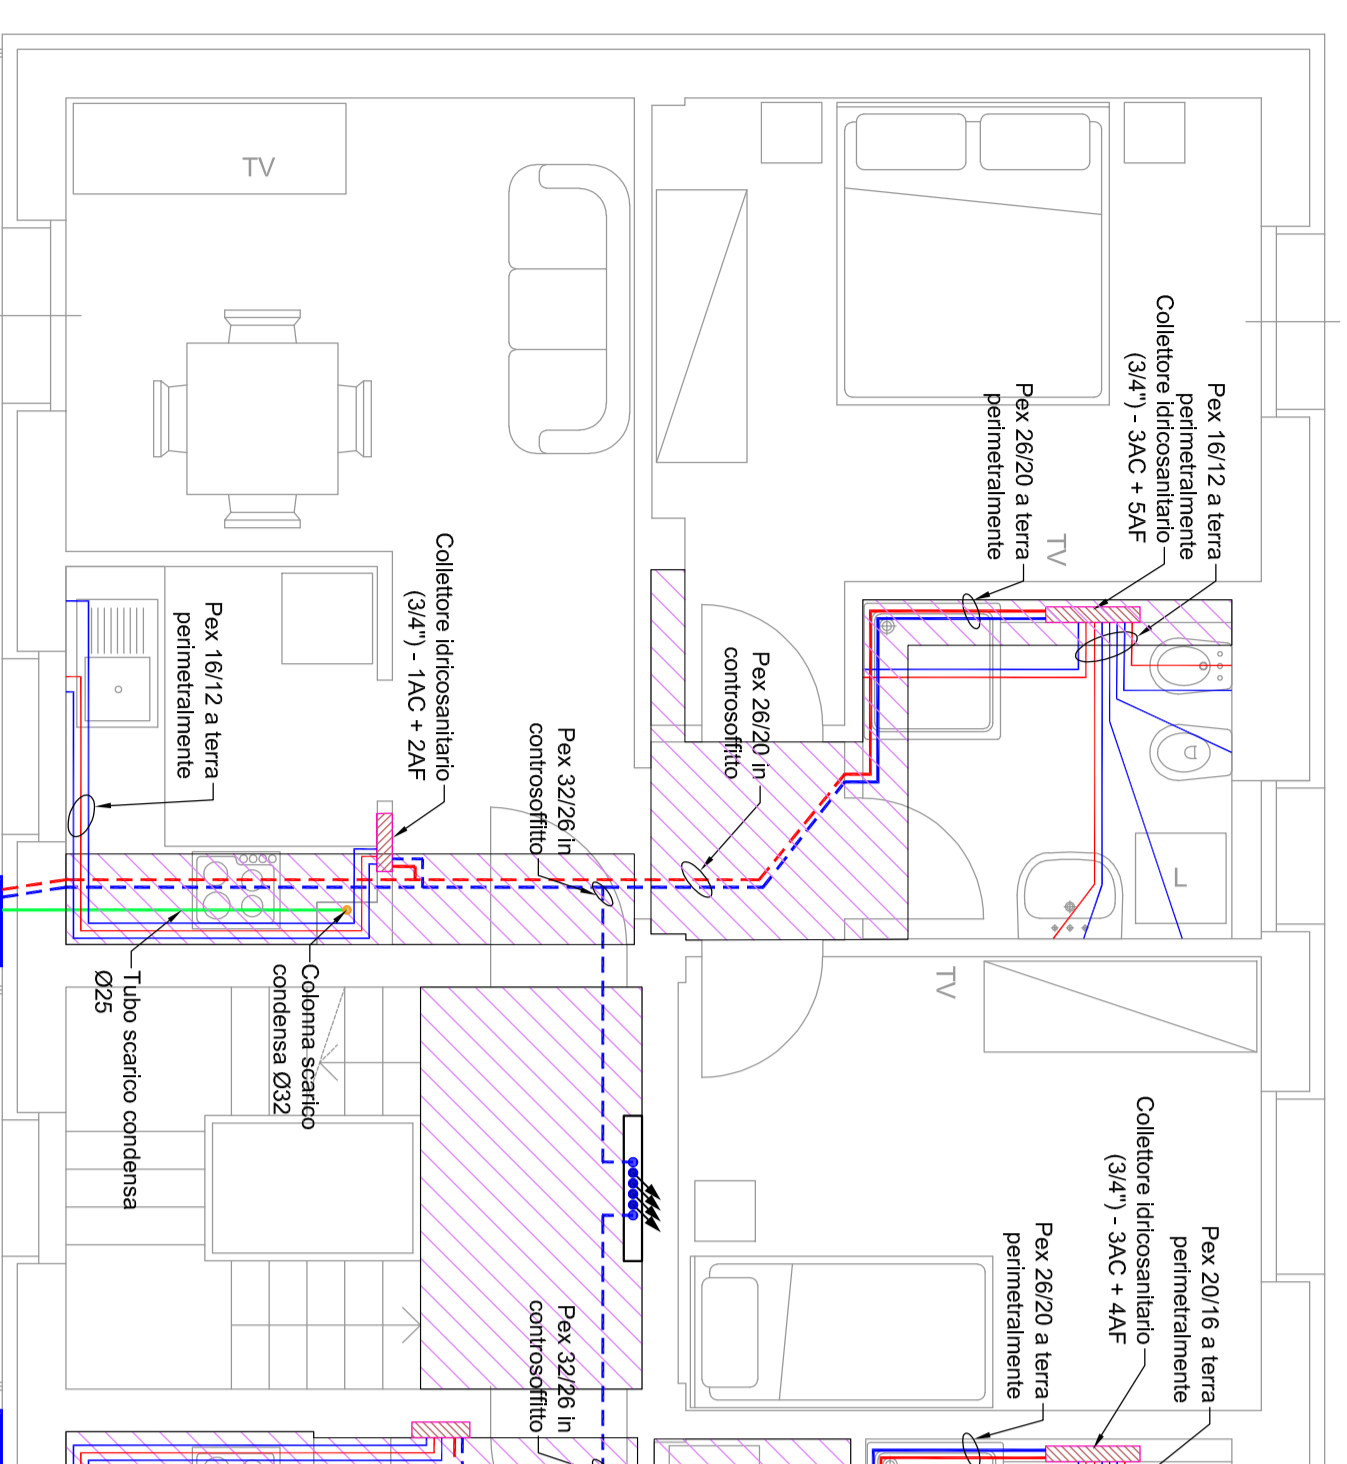 TV
Pex 16/12 a terra
perimetralmente
Collettore idricosanitario
(3/4") - 3AC + 5AF
Pex 26/20 a terra
perimetralmente
TV
Collettore idricosanitario
(3/4") - 1AC + 2AF
Pex 16/12 a terra
perimetralmente
Pex 26/20 in
controsoffitto
Pex 32/26 in
controsoffitto
L
TV
Colonna scarico
condensa Ø32
Tubo scarico condensa
Ø25
Pex 20/16 a terra
perimetralmente
Collettore idricosanitario
(3/4") - 3AC + 4AF
Pex 26/20 a terra
perimetralmente
Pex 32/26 in
controsoffitto